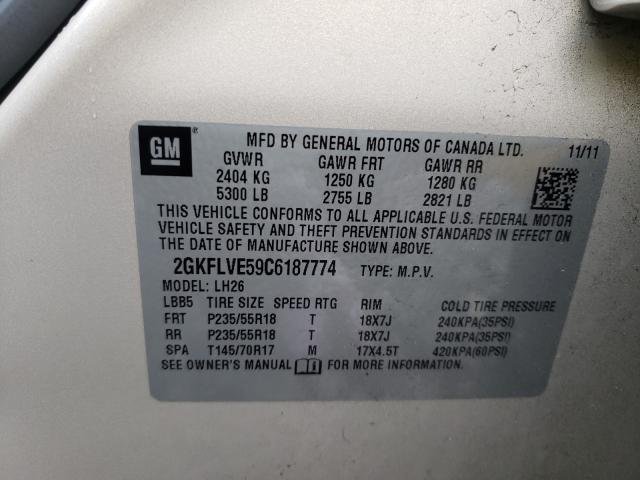 GM ®
MFD BY GENERAL MOTORS OF CANADA LTD. 11/11
GVWR GAWR FRT GAWR RR
2404 KG 1250 KG 1280 KG
5300 LB 2755 LB 2821 LB
THIS VEHICLE CONFORMS TO ALL APPLICABLE U.S. FEDERAL MOTOR
VEHICLE SAFETY AND THEFT PREVENTION STANDARDS IN EFFECT ON
THE DATE OF MANUFACTURE SHOWN ABOVE.
2GKFLVE59C6187774 TYPE: M.P.V.
MODEL: LH26
LBB5 TIRE SIZE SPEED RTG RIM COLD TIRE PRESSURE
FRT P235/55R18 T 18X7J 240KPA(35PSI)
RR P235/55R18 T 18X7J 240KPA(35PSI)
SPA T145/70R17 M 17X4.5T 420KPA(60PSI)
SEE OWNER'S MANUAL FOR MORE INFORMATION.